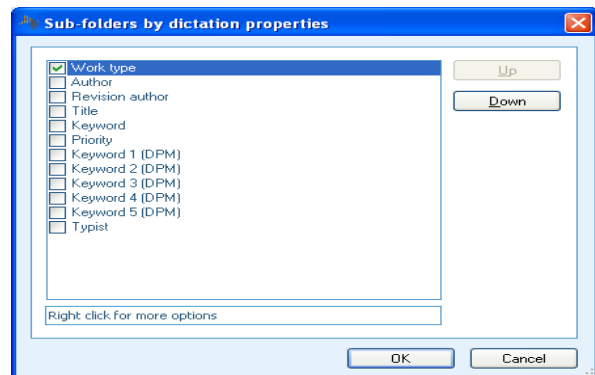 Sub-folders by dictation properties
Work type
Author
Revision author
Title
Keyword
Priority
Keyword 1 (DPM)
Keyword 2 (DPM)
Keyword 3 (DPM)
Keyword 4 (DPM)
Keyword 5 (DPM)
Typist
Up
Down
Right click for more options
OK
Cancel